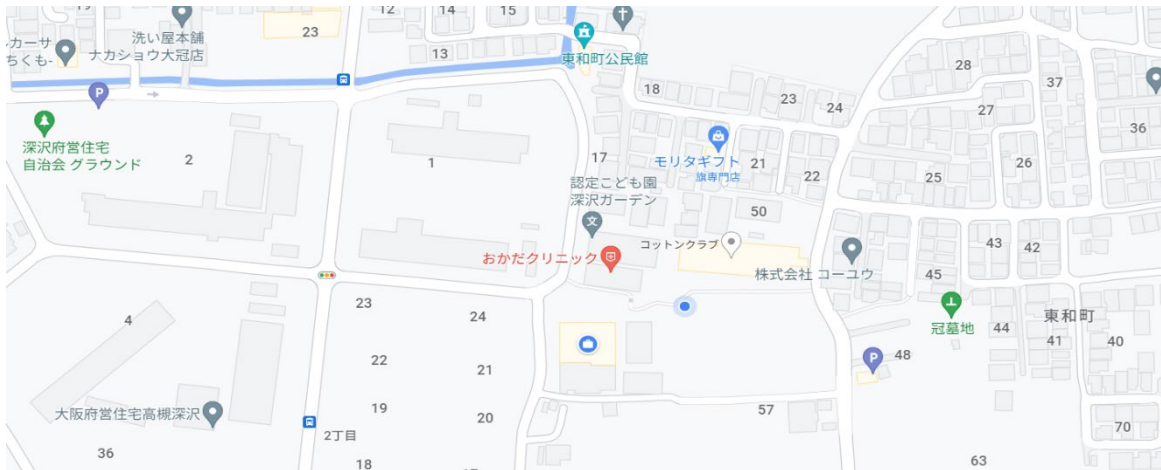 19
12
14
15
洗い屋本舗
ナカショウ大冠店
23
ルカーサ
ちくも-
13
東和町公民館
P
深沢府営住宅
自治会 グラウンド
2
1
18
23
24
28
27
37
36
17
モリタギフト
旗専門店
21
22
26
25
認定こども園
深沢ガーデン
文
50
コットンクラブ
おかだクリニック
株式会社 コーユウ
43
42
45
冠墓地
44
東和町
41
40
4
23
24
22
21
19
20
P
48
大阪府営住宅高槻深沢
36
2丁目
18
17
57
70
63